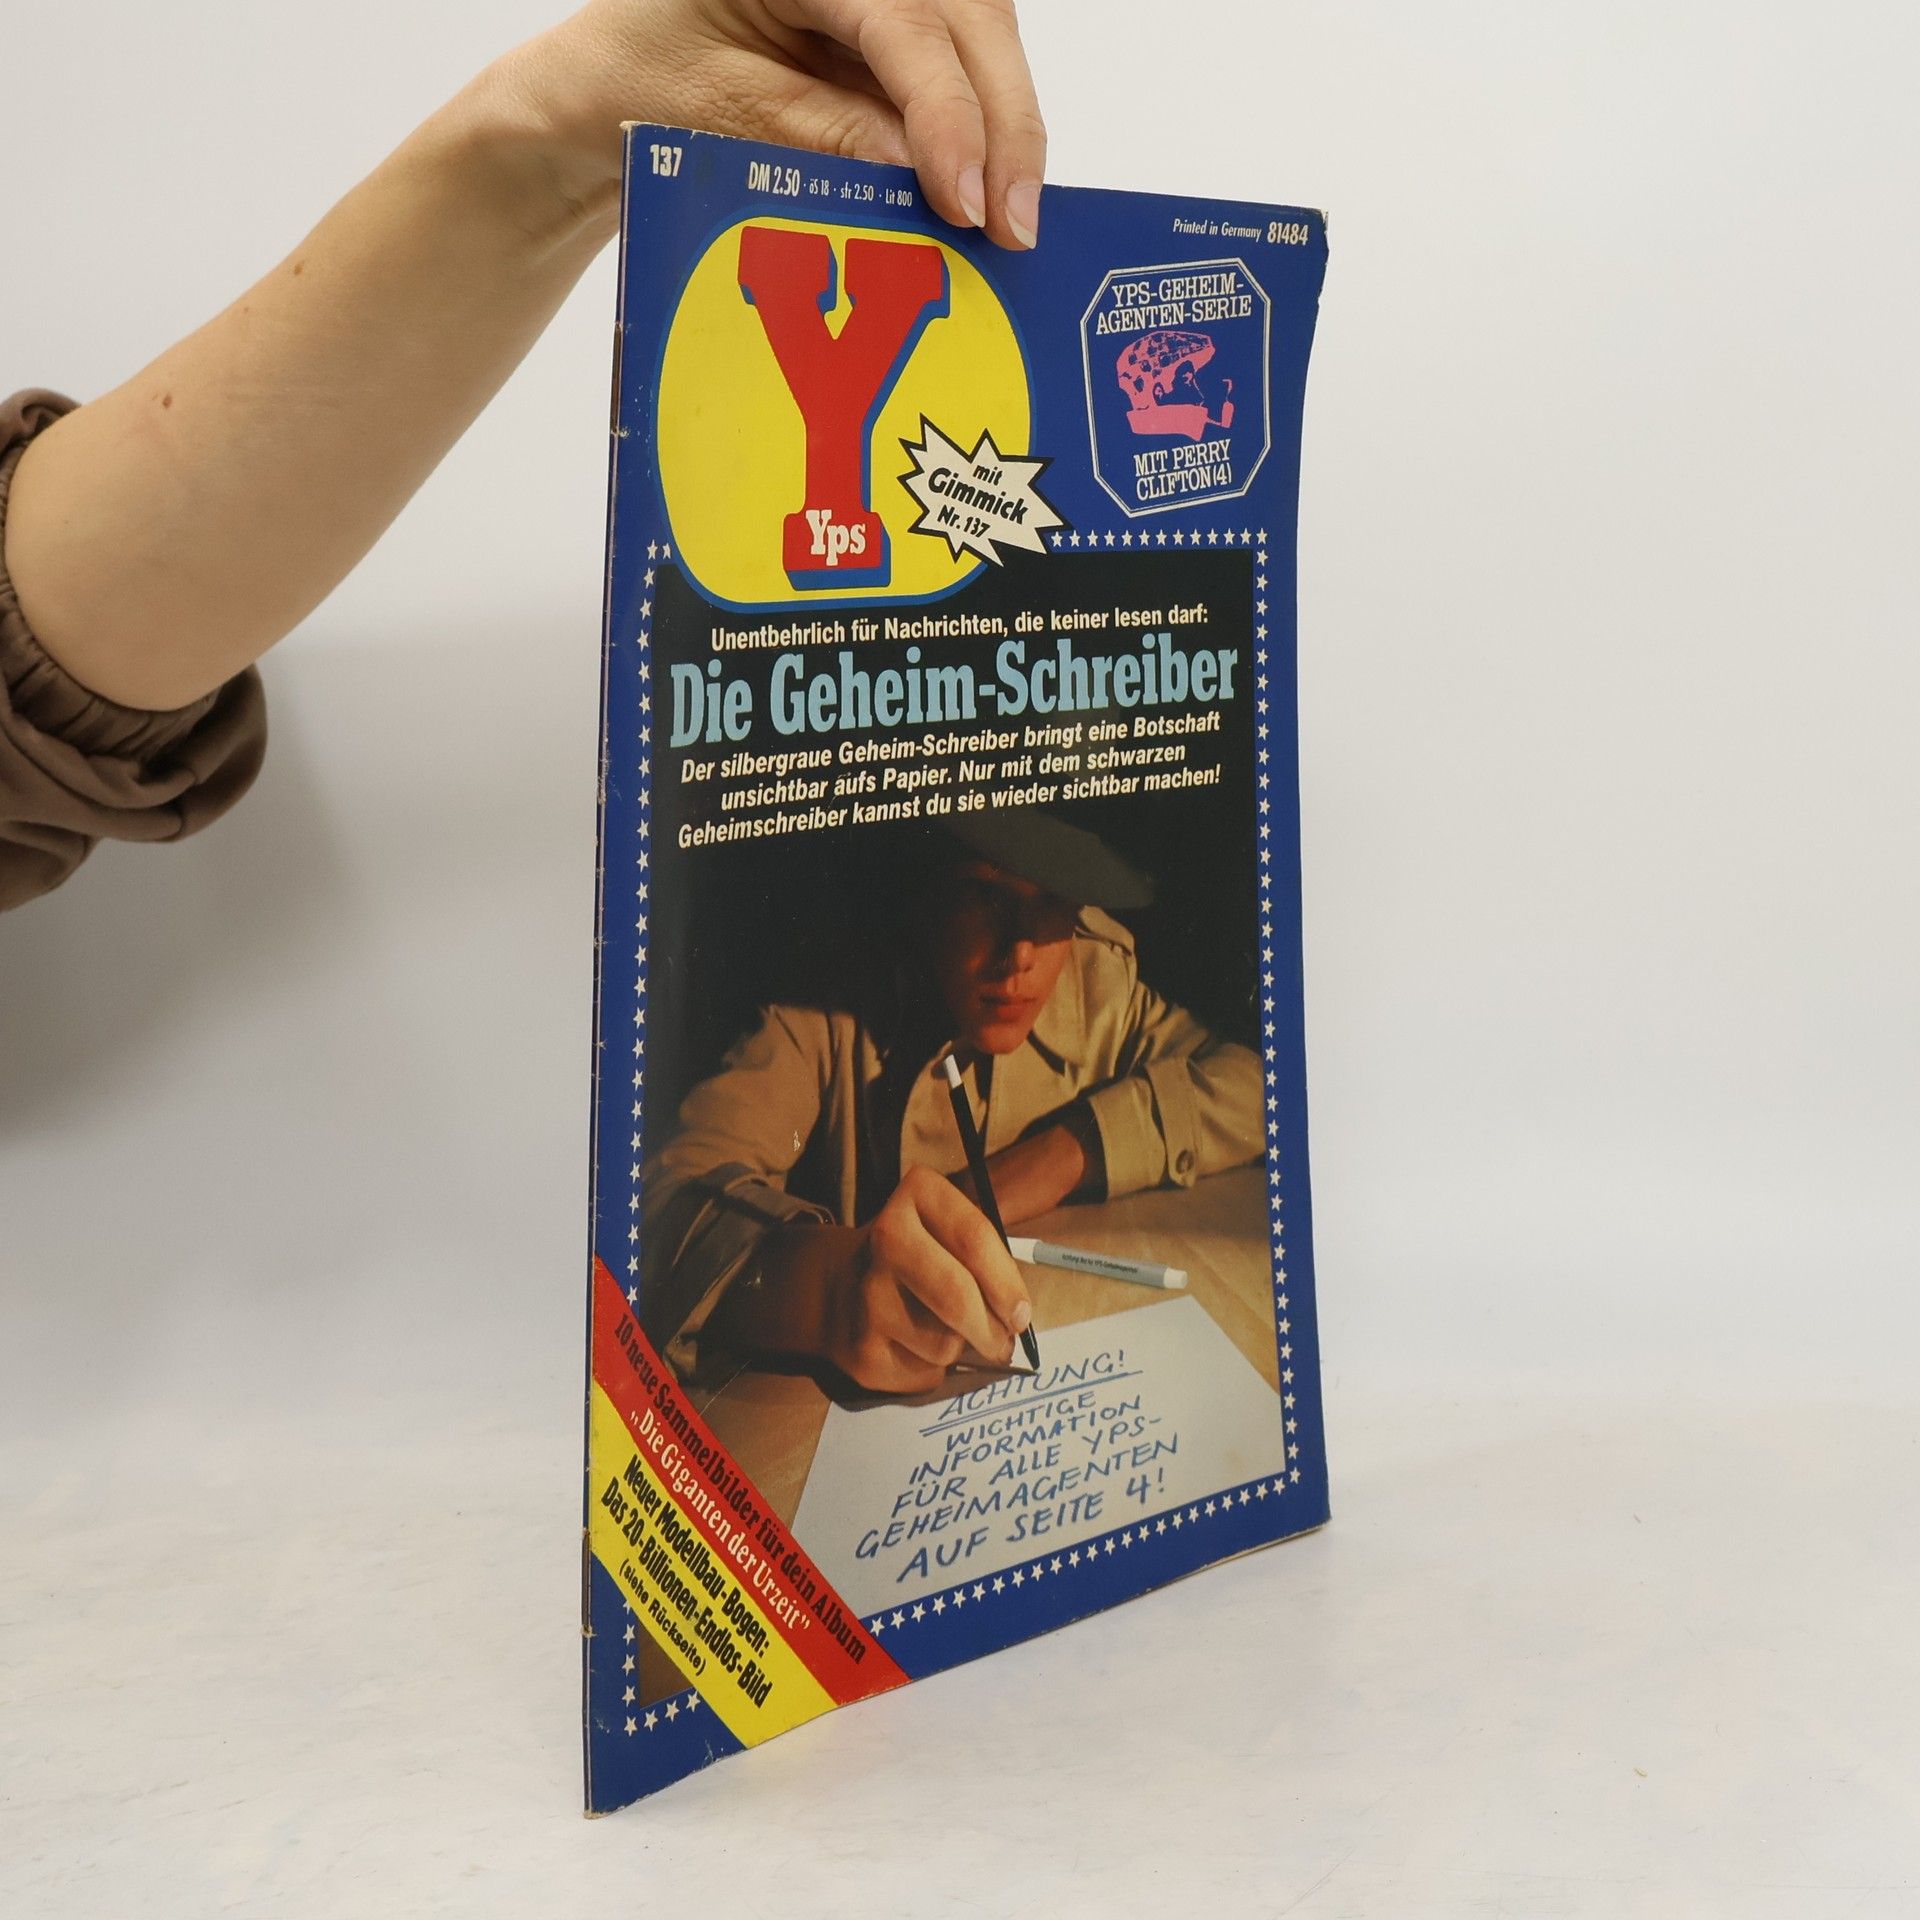 137
DM 2.50 · öS 18 · sfr 2.50 · Lit 800
Printed in Germany 81484
YPS-GEHEIM-
AGENTEN-SERIE
MIT PERRY
CLIFTON(4)
mit
Gimmick
Nr. 137
Yps
Unentbehrlich für Nachrichten, die keiner lesen darf:
Die Geheim-Schreiber
Der silbergraue Geheim-Schreiber bringt eine Botschaft
unsichtbar aufs Papier. Nur mit dem schwarzen
Geheimschreiber kannst du sie wieder sichtbar machen!
ACHTUNG!
WICHTIGE
INFORMATION
FÜR ALLE YPS-
GEHEIMAGENTEN
AUF SEITE 4!
10 neue Sammelbilder für dein Album
„Die Giganten der Urzeit"
Neuer Modellbau-Bogen:
Das 20-Billionen-Endlos-Bild
(siehe Rückseite)